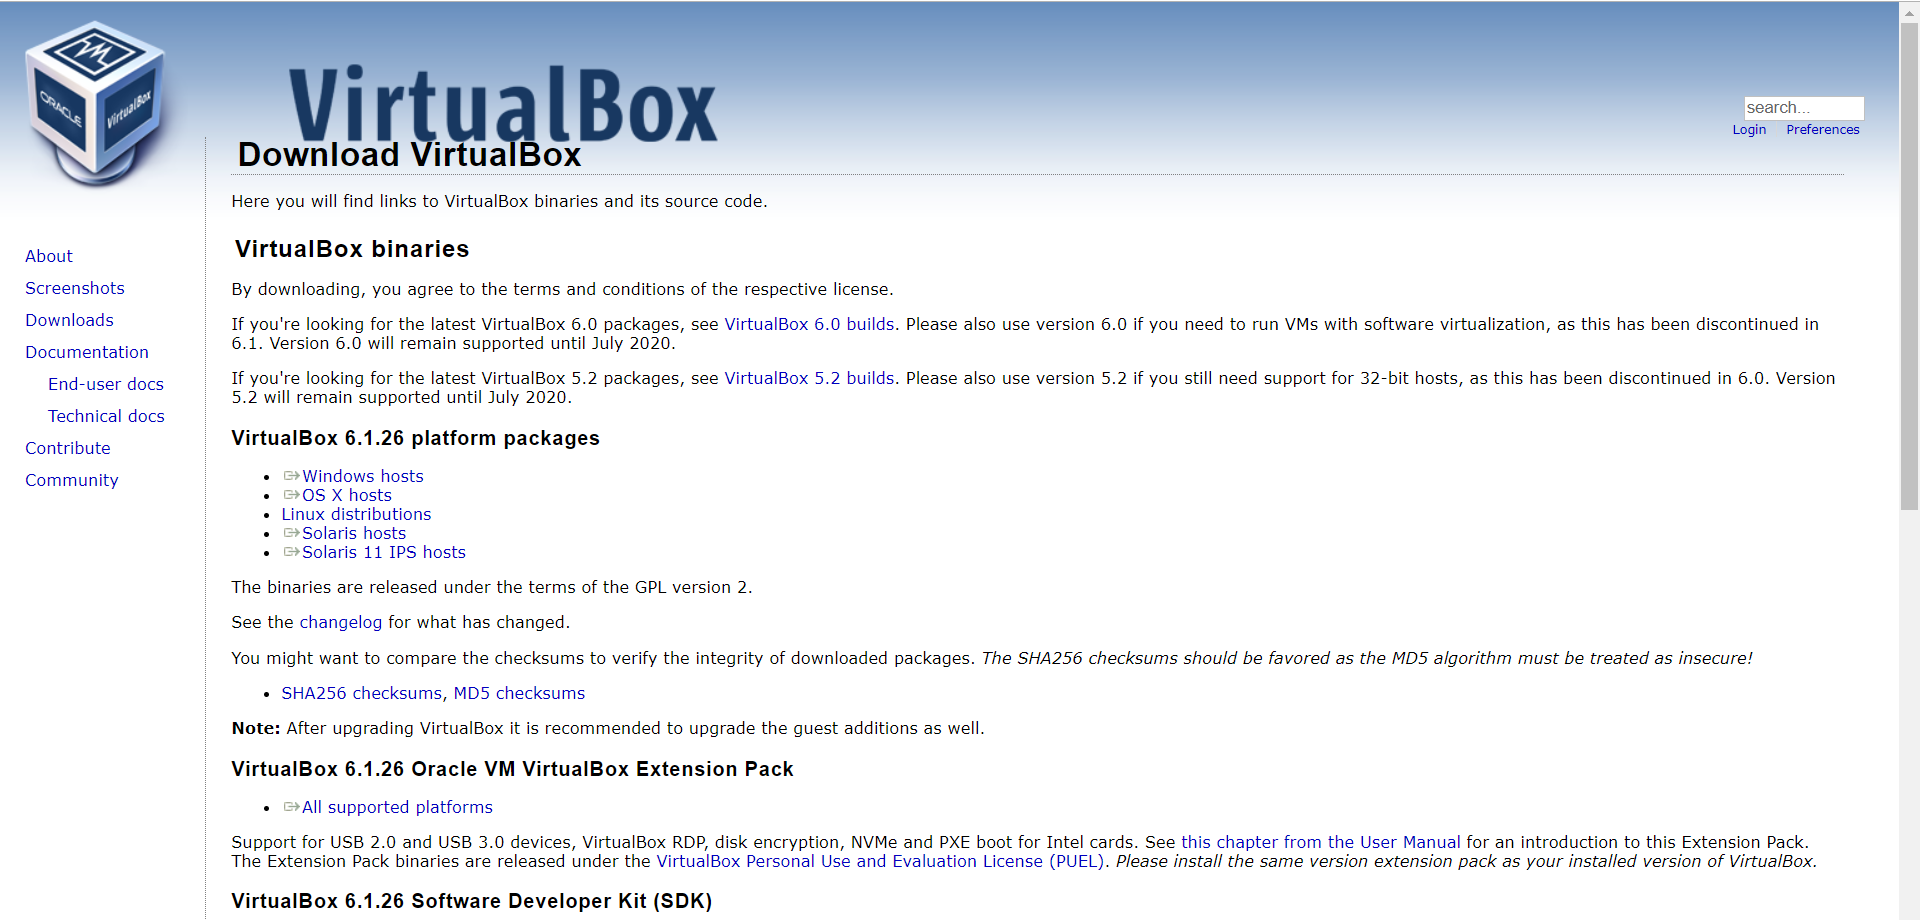 ORACLE
VirtualBox
VirtualBox
search...
Login Preferences
Download VirtualBox
Here you will find links to VirtualBox binaries and its source code.
About
Screenshots
Downloads
Documentation
End-user docs
Technical docs
Contribute
Community
VirtualBox binaries
By downloading, you agree to the terms and conditions of the respective license.
If you're looking for the latest VirtualBox 6.0 packages, see VirtualBox 6.0 builds. Please also use version 6.0 if you need to run VMs with software virtualization, as this has been discontinued in
6.1. Version 6.0 will remain supported until July 2020.
If you're looking for the latest VirtualBox 5.2 packages, see VirtualBox 5.2 builds. Please also use version 5.2 if you still need support for 32-bit hosts, as this has been discontinued in 6.0. Version
5.2 will remain supported until July 2020.
VirtualBox 6.1.26 platform packages
Windows hosts
OS X hosts
Linux distributions
Solaris hosts
Solaris 11 IPS hosts
The binaries are released under the terms of the GPL version 2.
See the changelog for what has changed.
You might want to compare the checksums to verify the integrity of downloaded packages. The SHA256 checksums should be favored as the MD5 algorithm must be treated as insecure!
SHA256 checksums, MD5 checksums
Note: After upgrading VirtualBox it is recommended to upgrade the guest additions as well.
VirtualBox 6.1.26 Oracle VM VirtualBox Extension Pack
All supported platforms
Support for USB 2.0 and USB 3.0 devices, VirtualBox RDP, disk encryption, NVMe and PXE boot for Intel cards. See this chapter from the User Manual for an introduction to this Extension Pack.
The Extension Pack binaries are released under the VirtualBox Personal Use and Evaluation License (PUEL). Please install the same version extension pack as your installed version of VirtualBox.
VirtualBox 6.1.26 Software Developer Kit (SDK)